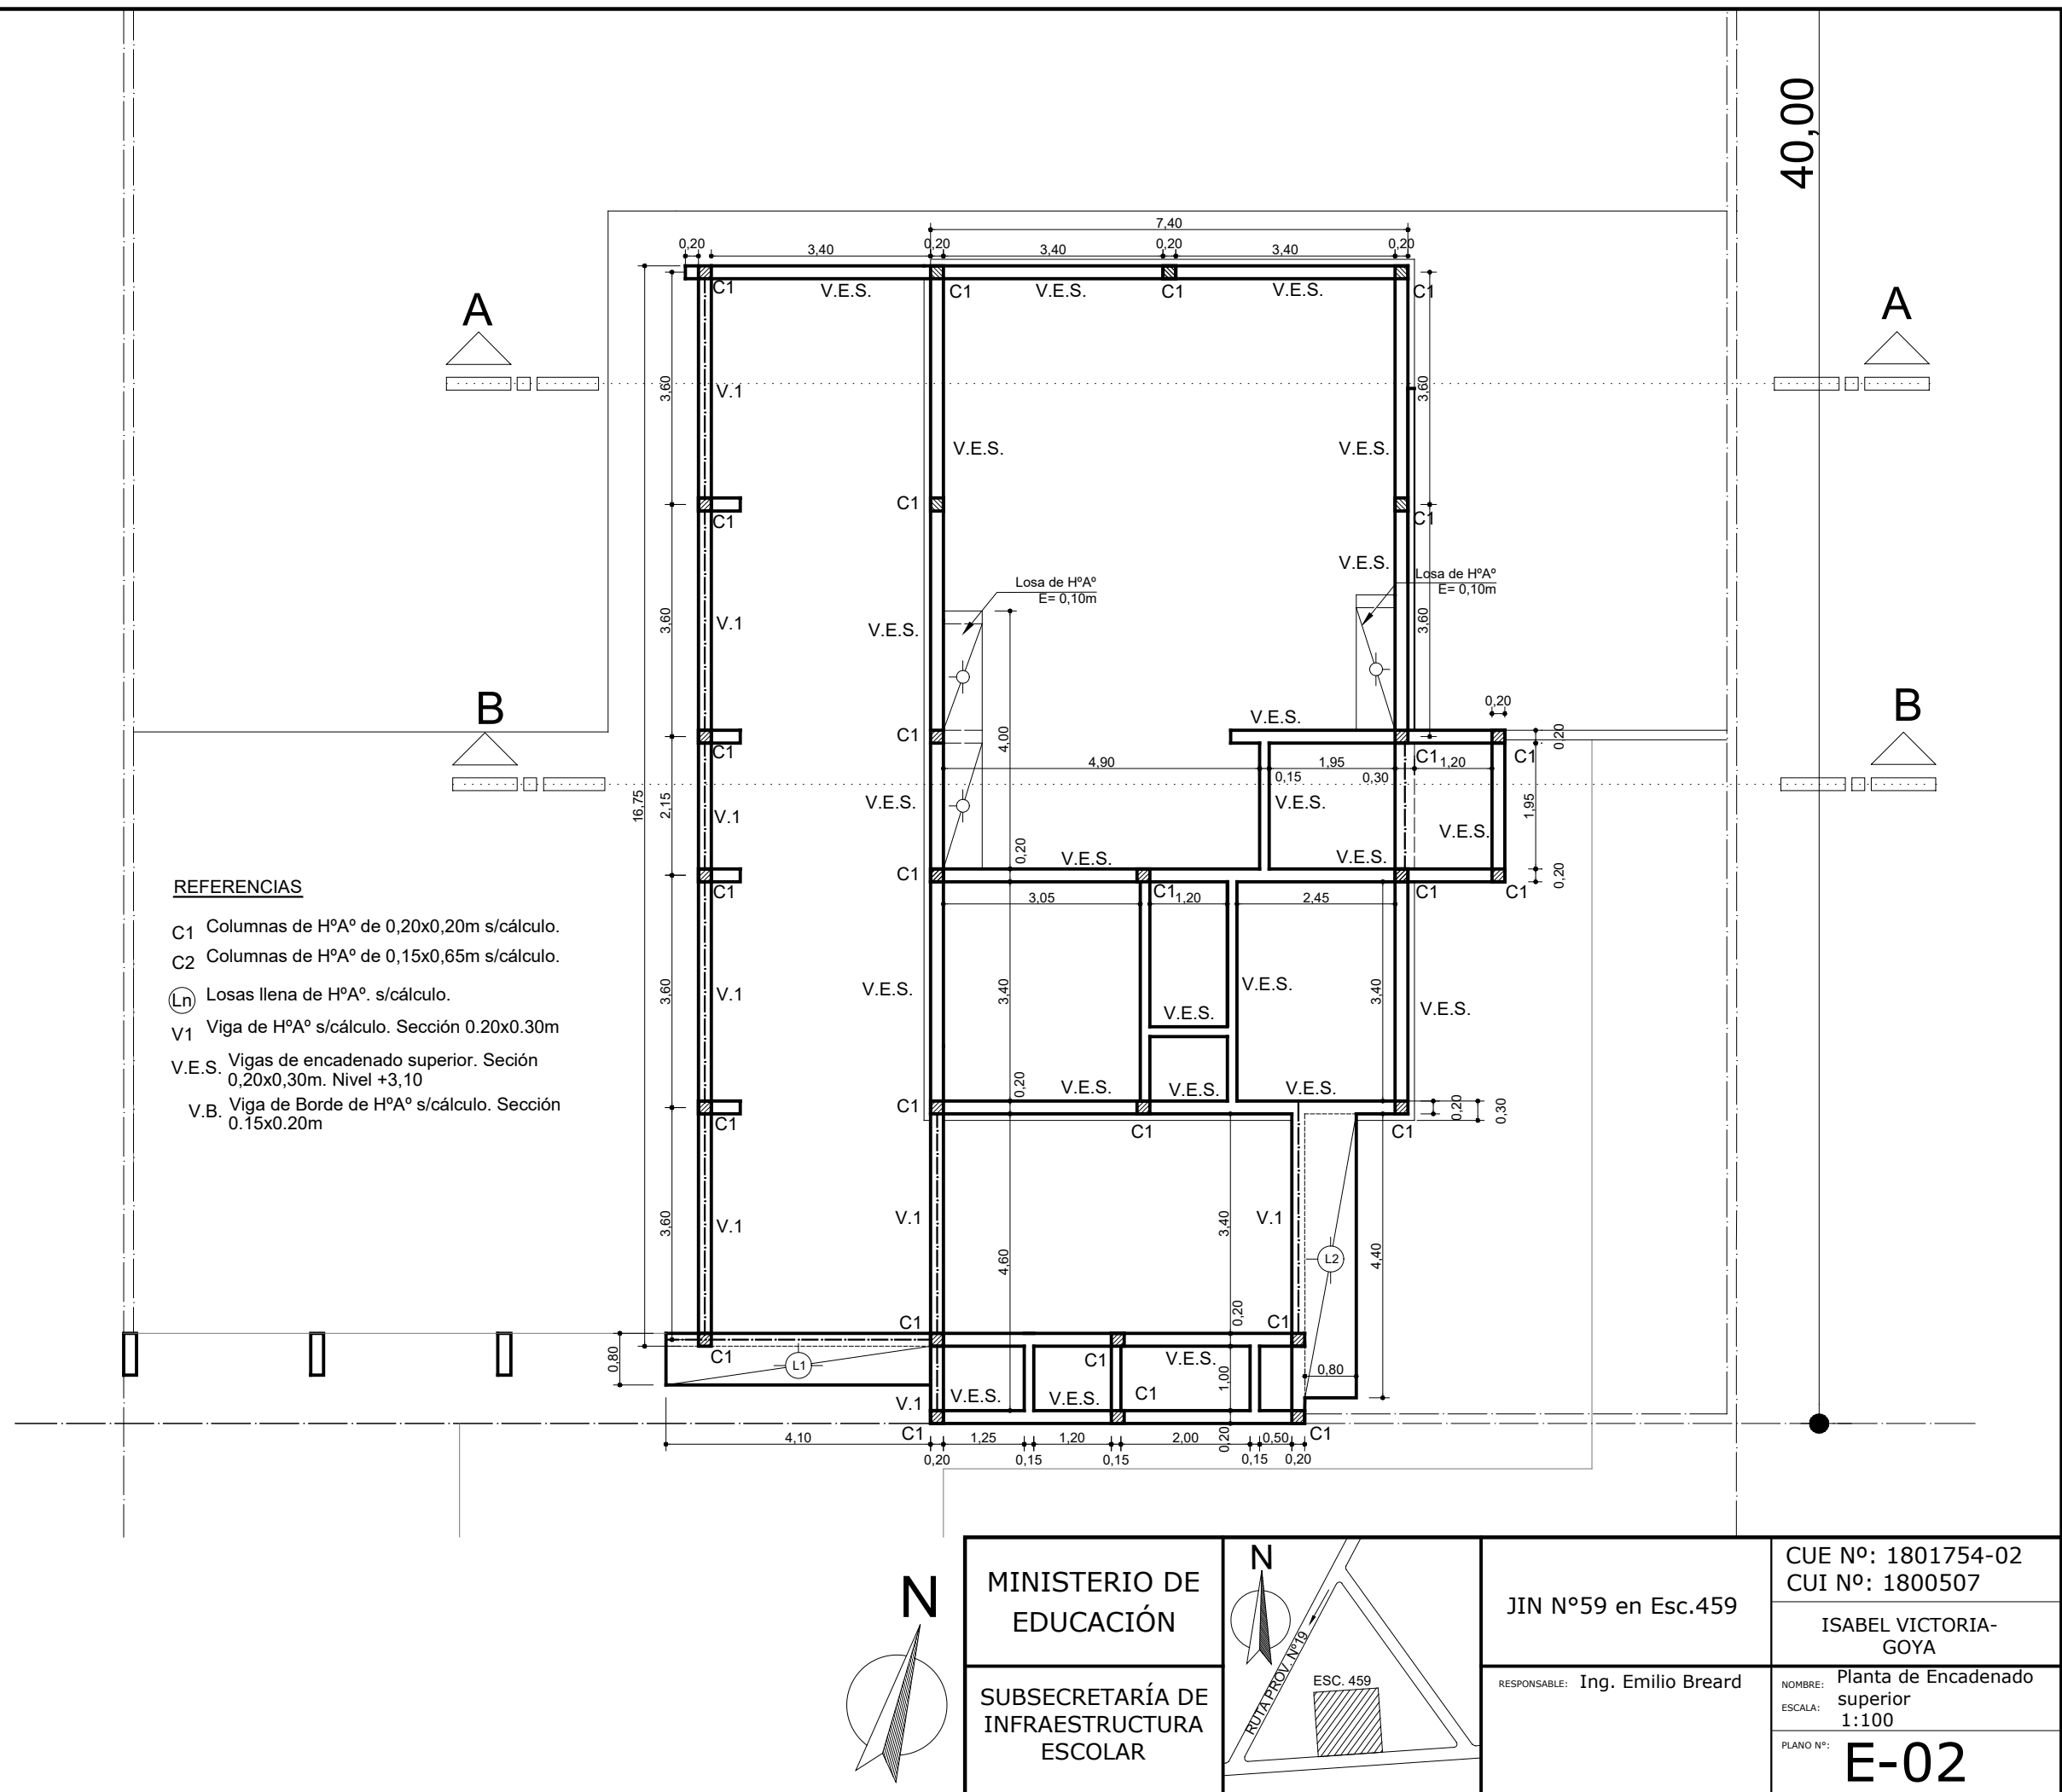 40,00
7,40
0,20
3,40
0,20
3,40
0,20
3,40
0,20
C1
V.E.S.
C1
V.E.S.
C1
V.E.S.
C1
A
A
3,60
V.1
3,60
V.E.S.
V.E.S.
C1
C1
C1
V.E.S.
Losa de HºAº
E= 0,10m
Losa de HºAº
E= 0,10m
3,60
V.1
V.E.S.
3,60
B
B
0,20
V.E.S.
C1
C1
4,00
C1
C1
0,20
4,90
1,95
1,20
0,15
0,30
16,75
2,15
V.1
V.E.S.
V.E.S.
1,95
V.E.S.
0,20
V.E.S.
V.E.S.
C1
C1
C1
C1
C1
0,20
3,05
1,20
2,45
REFERENCIAS
C1 Columnas de HºAº de 0,20x0,20m s/cálculo.
C2 Columnas de HºAº de 0,15x0,65m s/cálculo.
Ln Losas llena de HºAº. s/cálculo.
V1 Viga de HºAº s/cálculo. Sección 0.20x0.30m
V.E.S. Vigas de encadenado superior. Seción
0,20x0,30m. Nivel +3,10
V.B. Viga de Borde de HºAº s/cálculo. Sección
0.15x0.20m
3,60
V.1
V.E.S.
3,40
V.E.S.
3,40
V.E.S.
V.E.S.
0,20
V.E.S.
V.E.S.
V.E.S.
C1
C1
C1
C1
0,20
0,30
3,60
V.1
V.1
4,60
3,40
V.1
4,40
L2
0,20
C1
C1
0,80
C1
L1
C1
V.E.S.
1,00
0,80
V.1
V.E.S.
V.E.S.
C1
C1
C1
4,10
1,25
1,20
2,00
0,20
0,50
0,20
0,15
0,15
0,15
0,20
N
MINISTERIO DE
EDUCACIÓN
SUBSECRETARÍA DE
INFRAESTRUCTURA
ESCOLAR
N
RUTA PROV. Nº19
ESC. 459
JIN N°59 en Esc.459
RESPONSABLE: Ing. Emilio Breard
CUE Nº: 1801754-02
CUI Nº: 1800507
ISABEL VICTORIA-
GOYA
NOMBRE: Planta de Encadenado
superior
ESCALA: 1:100
PLANO N°: E-02